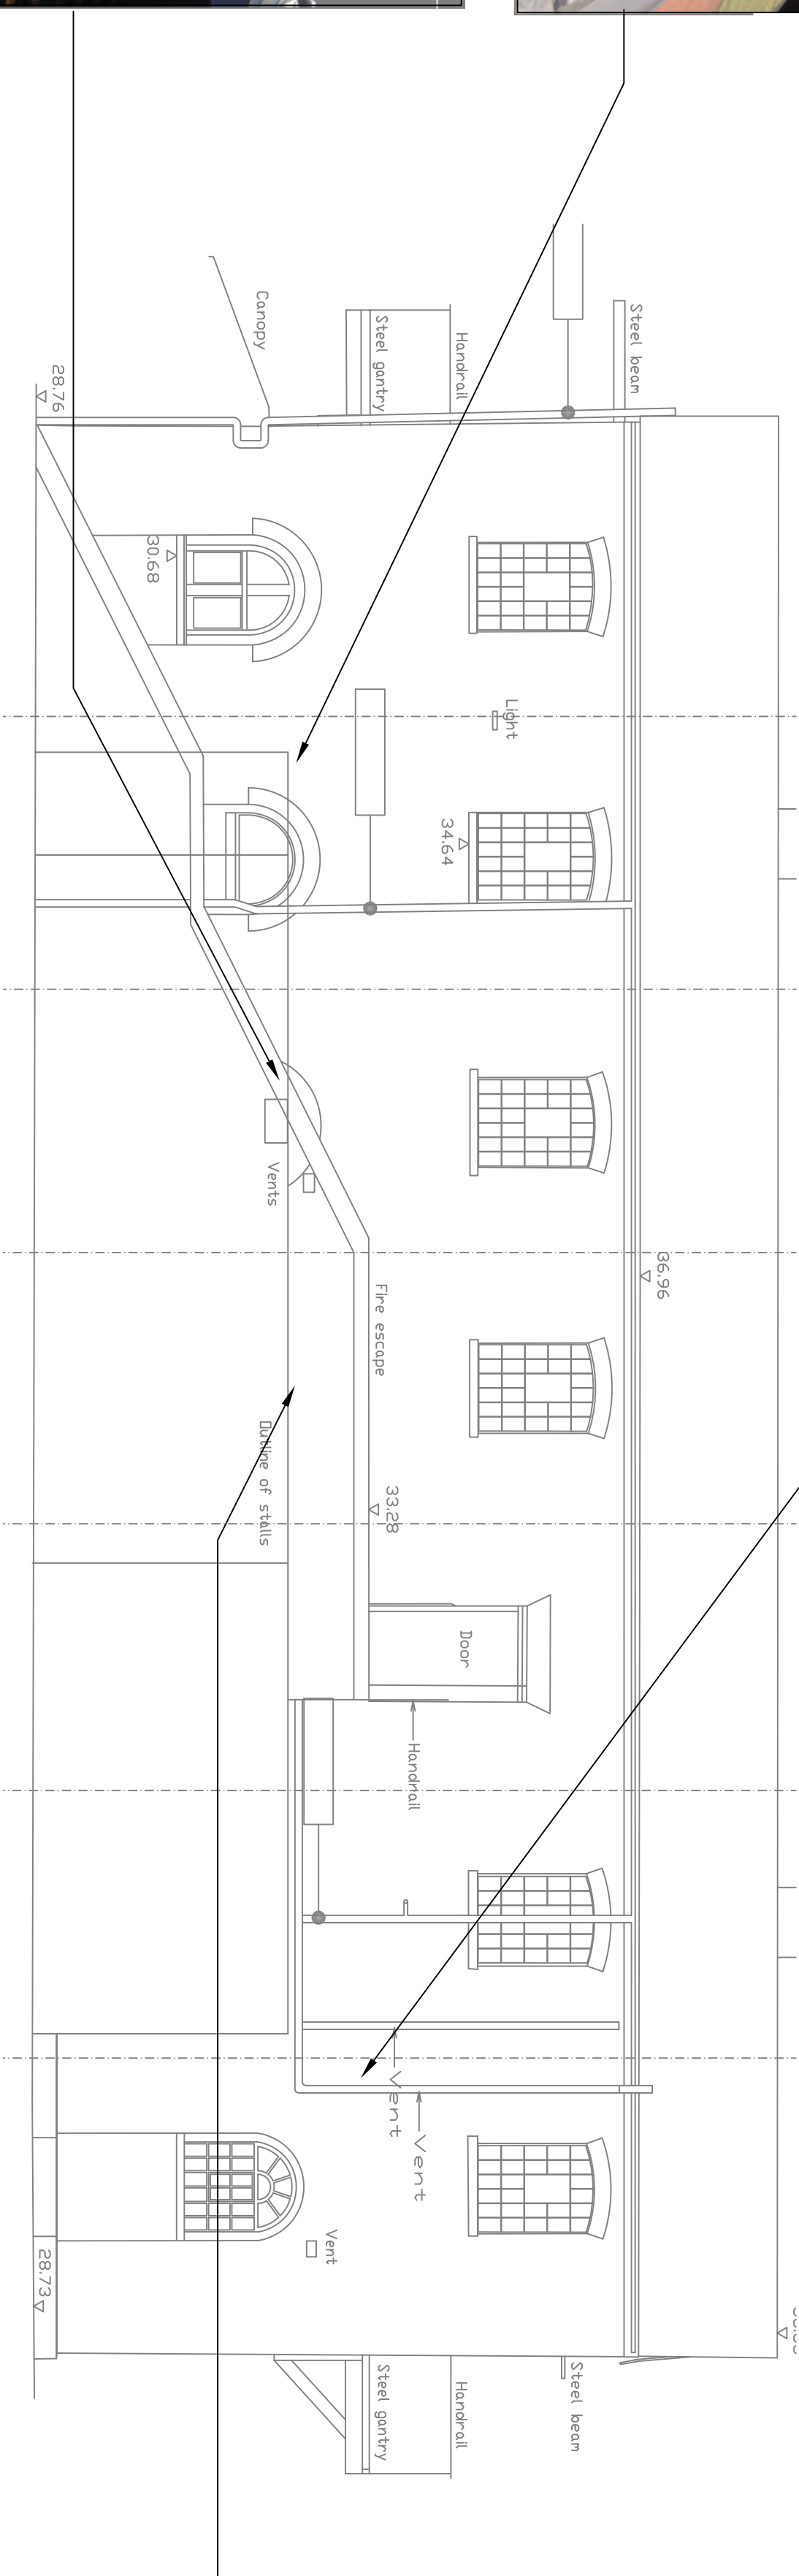 Steel beam
Handrail
Steel gantry
Canopy
28.76
30.68
Light
34.64
36.96
Vents
Fire escape
Outline of stalls
33.28
Door
Handrail
Vent
Vent
Vent
28.73
Steel beam
Handrail
Steel gantry